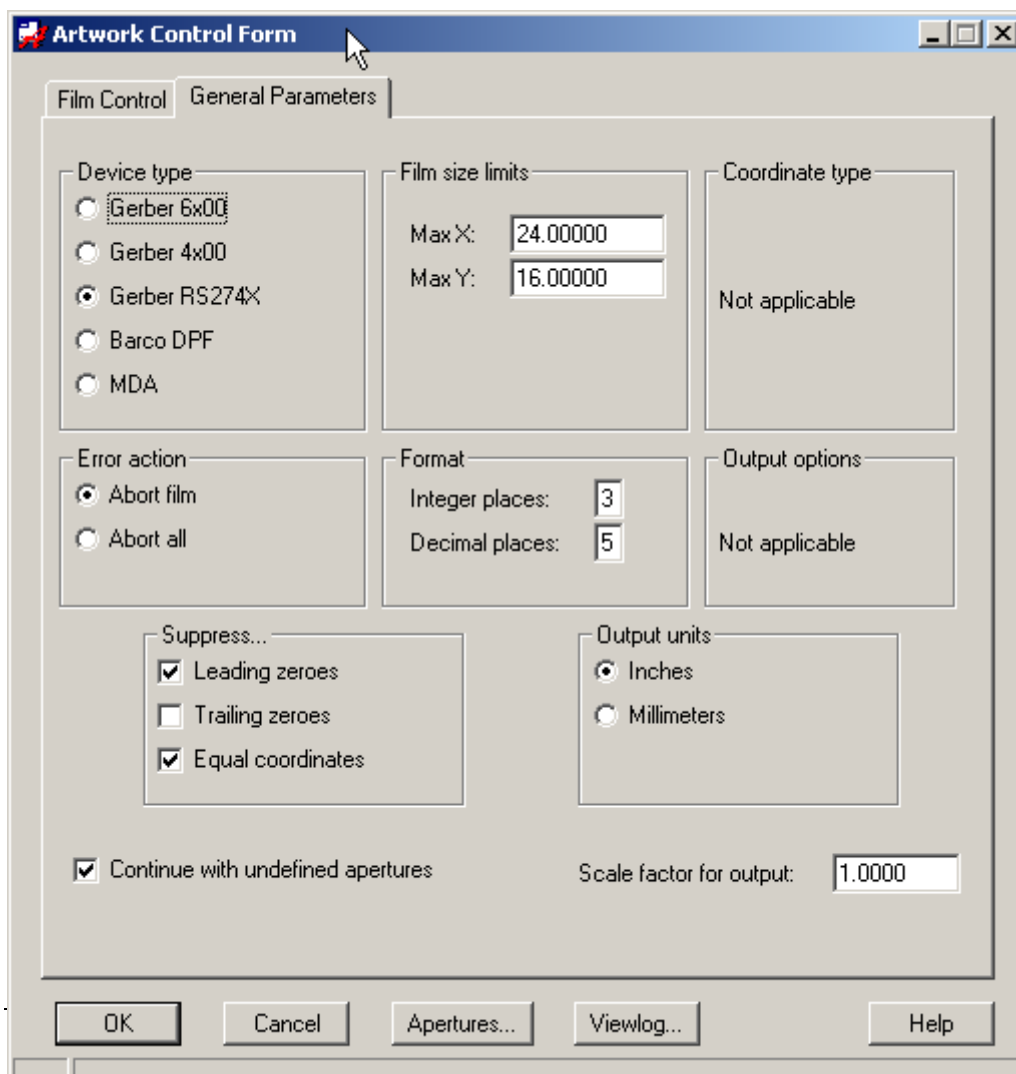 Artwork Control Form
Film Control
General Parameters
Device type
Gerber 6x00
Gerber 4x00
Gerber RS274X
Barco DPF
MDA
Film size limits
Max X: 24.00000
Max Y: 16.00000
Coordinate type
Not applicable
Error action
Abort film
Abort all
Format
Integer places: 3
Decimal places: 5
Output options
Not applicable
Suppress...
Leading zeroes
Trailing zeroes
Equal coordinates
Output units
Inches
Millimeters
Continue with undefined apertures
Scale factor for output: 1.0000
OK
Cancel
Apertures...
Viewlog...
Help